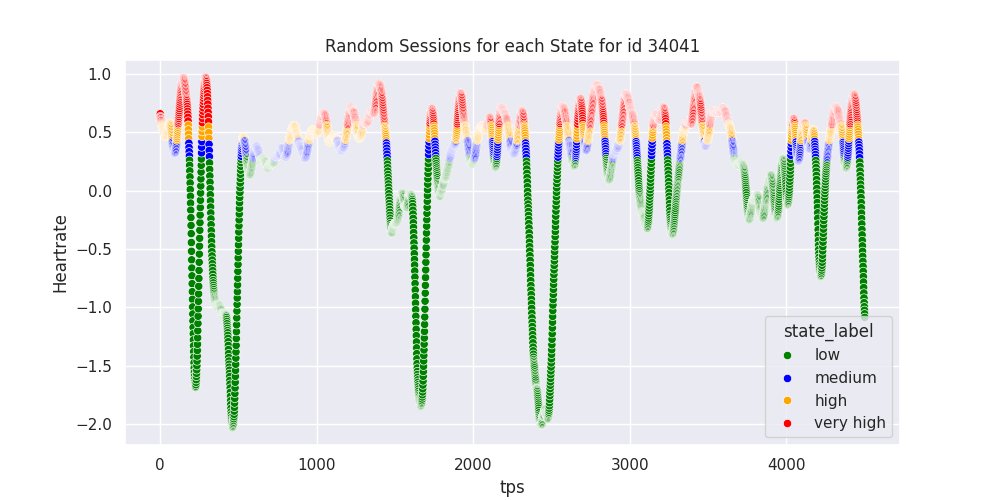 Random Sessions for each State for id 34041
Heartrate
1.0
0.5
0.0
−0.5
−1.0
−1.5
−2.0
0 1000 2000 3000 4000
tps
state_label
low
medium
high
very high